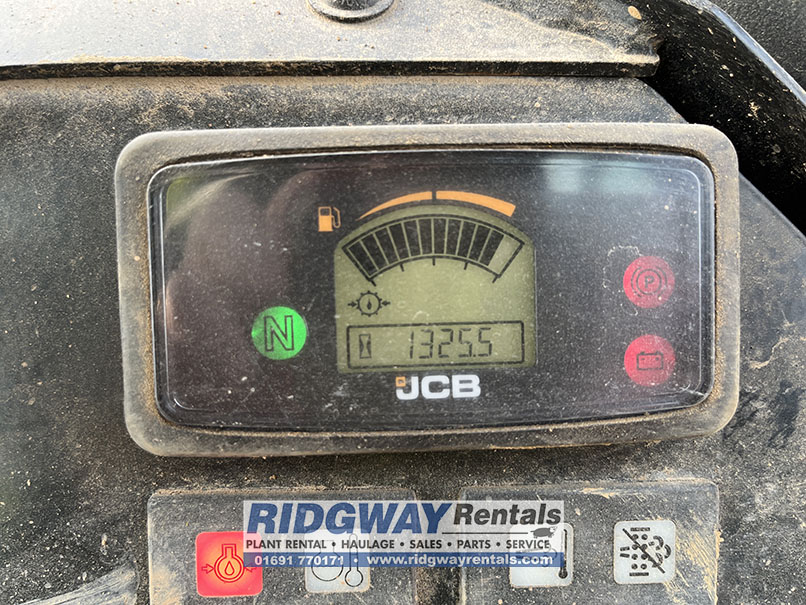 P
N
1325.5
JCB
RIDGWAY Rentals
PLANT RENTAL • HAULAGE • SALES • PARTS • SERVICE
01691 770171 • www.ridgwayrentals.com